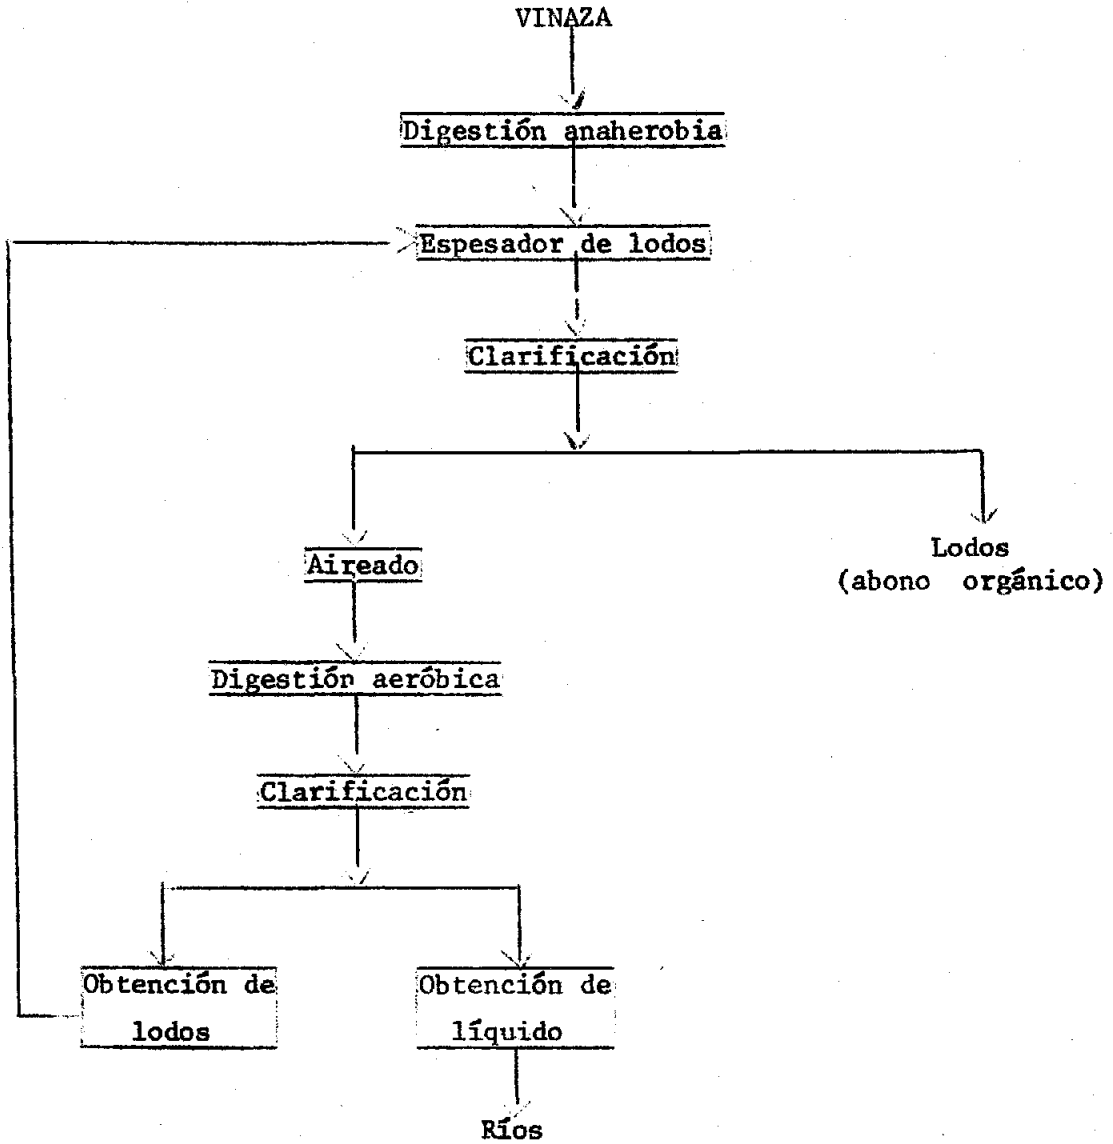 VINAZA
Digestión anaherobia
Espesador de lodos
Clarificación
Aireado
Lodos
(abono orgánico)
Digestión aeróbica
Clarificación
Obtención de
lodos
Obtención de
líquido
Ríos